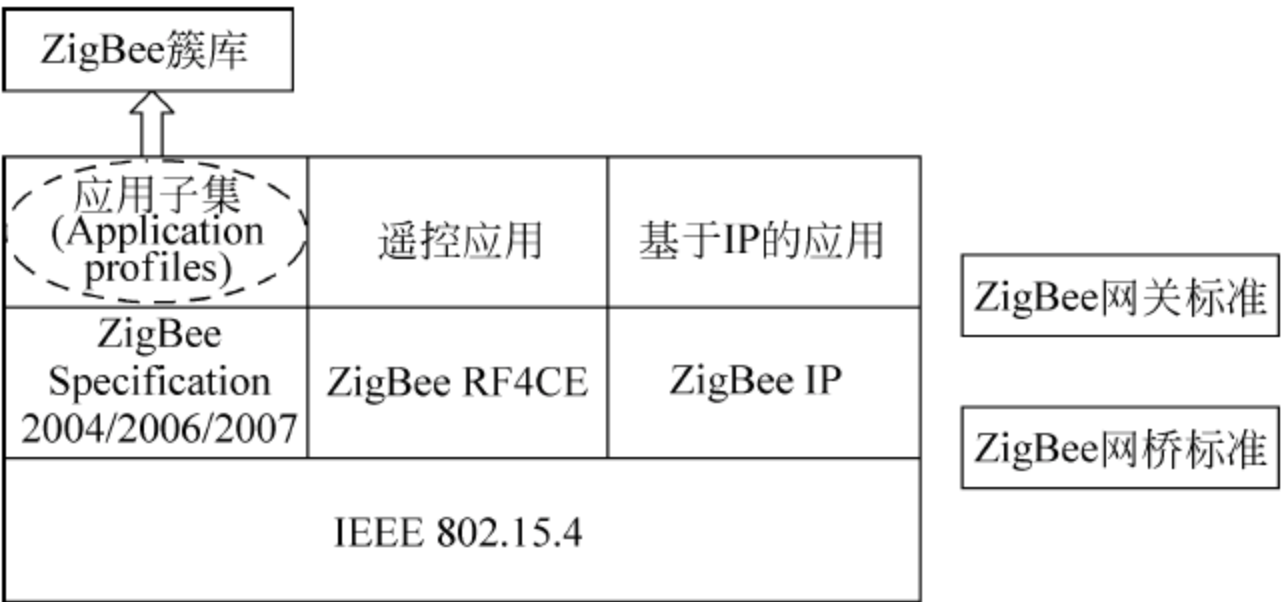 ZigBee簇库
应用子集
(Application
profiles)
遥控应用
基于IP的应用
ZigBee
Specification
2004/2006/2007
ZigBee RF4CE
ZigBee IP
IEEE 802.15.4
ZigBee网关标准
ZigBee网桥标准